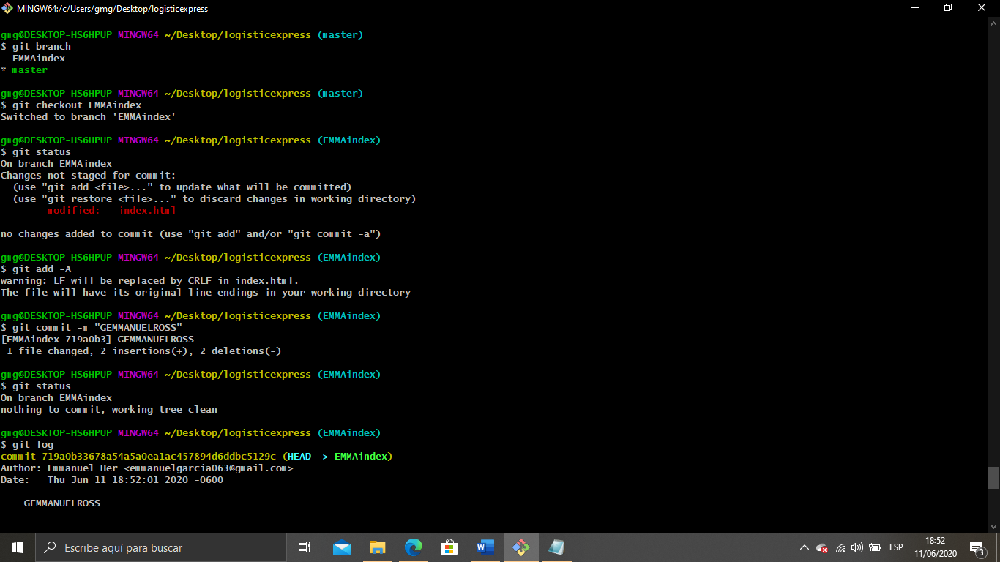 MINGW64:/c/Users/gmg/Desktop/logisticexpress
gmg@DESKTOP-HS6HPUP MINGW64 ~/Desktop/logisticexpress (master)
$ git branch
  EMMAindex
* master
gmg@DESKTOP-HS6HPUP MINGW64 ~/Desktop/logisticexpress (master)
$ git checkout EMMAindex
Switched to branch 'EMMAindex'
gmg@DESKTOP-HS6HPUP MINGW64 ~/Desktop/logisticexpress (EMMAindex)
$ git status
On branch EMMAindex
Changes not staged for commit:
  (use "git add <file>..." to update what will be committed)
  (use "git restore <file>..." to discard changes in working directory)
        modified:   index.html
no changes added to commit (use "git add" and/or "git commit -a")
gmg@DESKTOP-HS6HPUP MINGW64 ~/Desktop/logisticexpress (EMMAindex)
$ git add -A
warning: LF will be replaced by CRLF in index.html.
The file will have its original line endings in your working directory
gmg@DESKTOP-HS6HPUP MINGW64 ~/Desktop/logisticexpress (EMMAindex)
$ git commit -m "GEMMANUELROSS"
[EMMAindex 719a0b3] GEMMANUELROSS
 1 file changed, 2 insertions(+), 2 deletions(-)
gmg@DESKTOP-HS6HPUP MINGW64 ~/Desktop/logisticexpress (EMMAindex)
$ git status
On branch EMMAindex
nothing to commit, working tree clean
gmg@DESKTOP-HS6HPUP MINGW64 ~/Desktop/logisticexpress (EMMAindex)
$ git log
commit 719a0b33678a54a5a0ea1ac457894d6ddbc5129c (HEAD -> EMMAindex)
Author: Emmanuel Her <emmanuelgarcia063@gmail.com>
Date:   Thu Jun 11 18:52:01 2020 -0600
    GEMMANUELROSS
Escribe aquí para buscar
ESP
18:52
11/06/2020
3